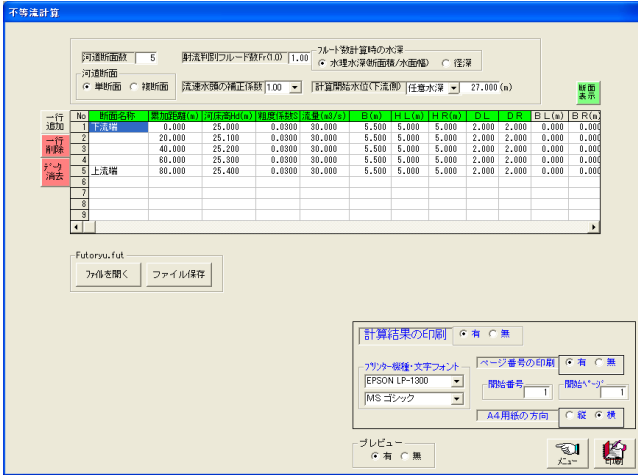 不等流計算
河道断面数 5 射流判別フルード数Fr(1.0) 1.00 フルード数計算時の水深
水理水深(断面積/水面幅) 径深
河道断面
単断面 複断面 流速水頭の補正係数 1.00 計算開始水位(下流側) 任意水深 27.000 (m)
断面表示
一行追加
一行削除
データ消去
No 断面名称 累加距離(m) 河床高Hd(m) 粗度係数S 流量(m3/s) B(m) HL(m) HR(m) DL DR BL(m) BR(m)
1 下流端 0.000 25.000 0.0300 30.000 5.500 5.000 5.000 2.000 2.000 0.000 0.000
2 20.000 25.100 0.0300 30.000 5.500 5.000 5.000 2.000 2.000 0.000 0.000
3 40.000 25.200 0.0300 30.000 5.500 5.000 5.000 2.000 2.000 0.000 0.000
4 60.000 25.300 0.0300 30.000 5.500 5.000 5.000 2.000 2.000 0.000 0.000
5 上流端 80.000 25.400 0.0300 30.000 5.500 5.000 5.000 2.000 2.000 0.000 0.000
6
7
8
9
Futoryu.fut
ファイルを開く ファイル保存
計算結果の印刷 有 無
プリンター機種・文字フォント
EPSON LP-1300
MS ゴシック
ページ番号の印刷 有 無
開始番号 1 開始ページ 1
A4用紙の方向 縦 横
プレビュー
有 無
メニュー 印刷